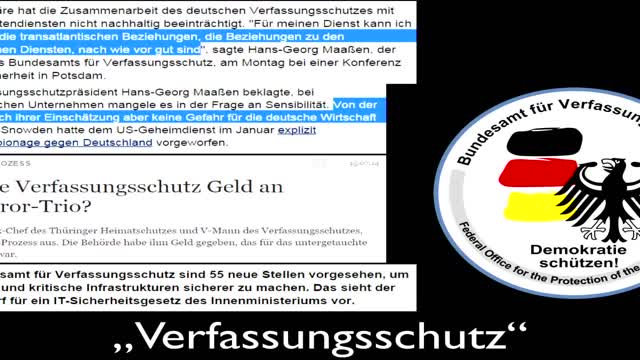 äre hat die Zusammenarbeit des deutschen Verfassungsschutzes mit
tendiensten nicht nachhaltig beeinträchtigt. "Für meinen Dienst kann ich
die transatlantischen Beziehungen, die Beziehungen zu den
nen Diensten, nach wie vor gut sind", sagte Hans-Georg Maaßen, der
s Bundesamts für Verfassungsschutz, am Montag bei einer Konferenz
cherheit in Potsdam.
ssungsschutzpräsident Hans-Georg Maaßen beklagte, bei
chen Unternehmen mangele es in der Frage an Sensibilität. Von der
ch ihrer Einschätzung aber keine Gefahr für die deutsche Wirtschaft
Snowden hatte dem US-Geheimdienst im Januar explizit
pionage gegen Deutschland vorgeworfen.
ROZESS
e Verfassungsschutz Geld an
ror-Trio?
x-Chef des Thüringer Heimatschutzes und V-Mann des Verfassungsschutzes,
Prozess aus. Die Behörde habe ihm Geld gegeben, das für das untergetauchte
war.
samt für Verfassungsschutz sind 55 neue Stellen vorgesehen, um
und kritische Infrastrukturen sicherer zu machen. Das sieht der
rf für ein IT-Sicherheitsgesetz des Innenministeriums vor.
Bundesamt für Verfassung
Demokratie
schützen!
Federal Office for the Protection of the
„Verfassungsschutz“